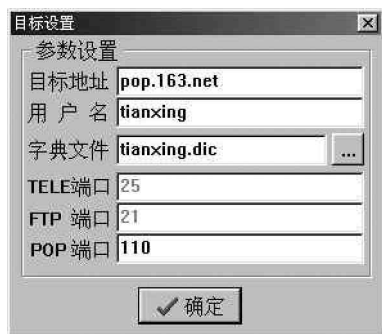 目标设置
参数设置
目标地址 pop.163.net
用 户 名 tianxing
字典文件 tianxing.dic ...
TELE端口 25
FTP 端口 21
POP 端口 110
确定